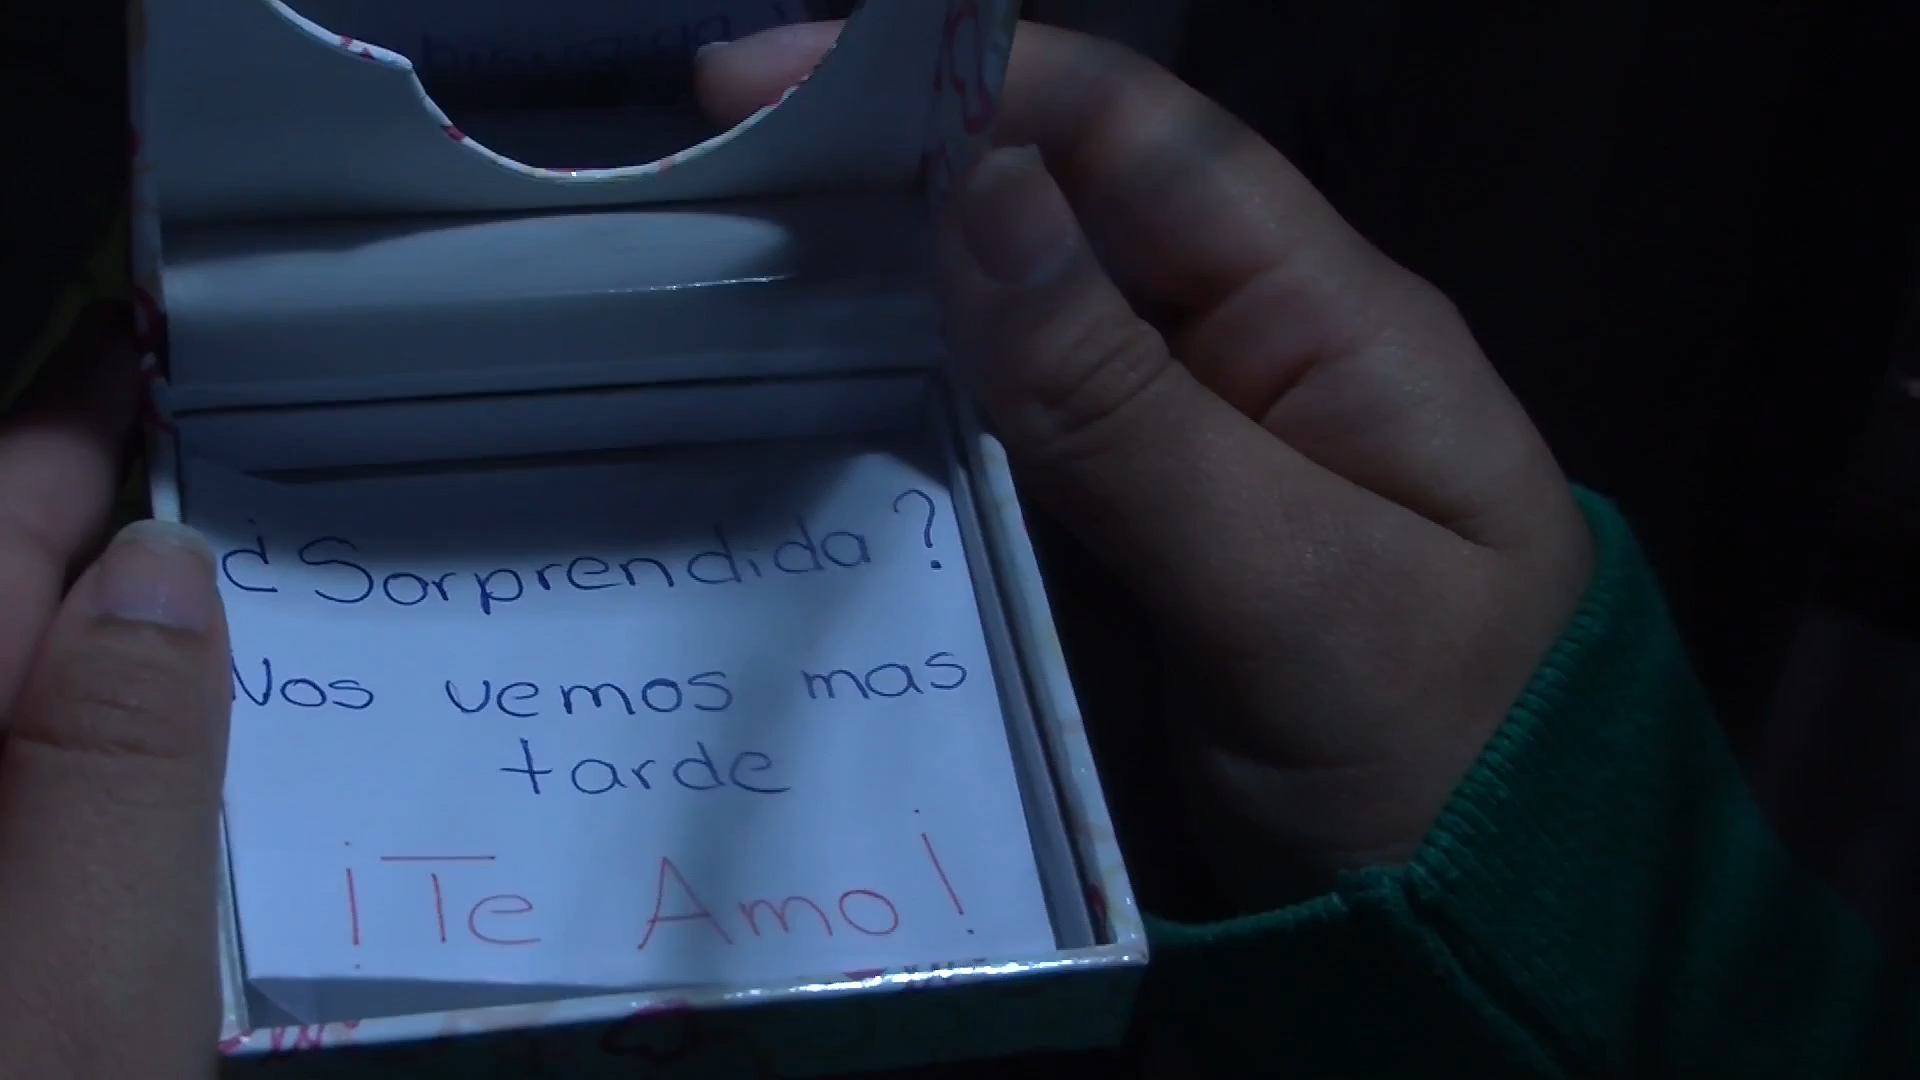 ¿Sorprendida?
Nos vemos mas
tarde
¡Te Amo!